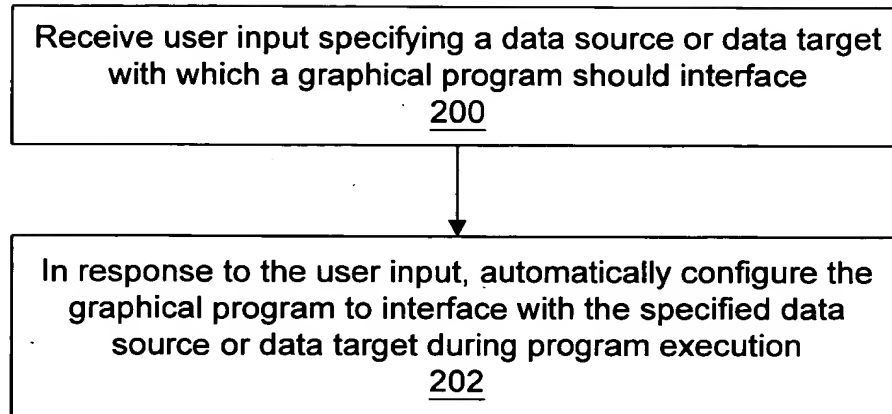 Receive user input specifying a data source or data target
with which a graphical program should interface
200
In response to the user input, automatically configure the
graphical program to interface with the specified data
source or data target during program execution
202